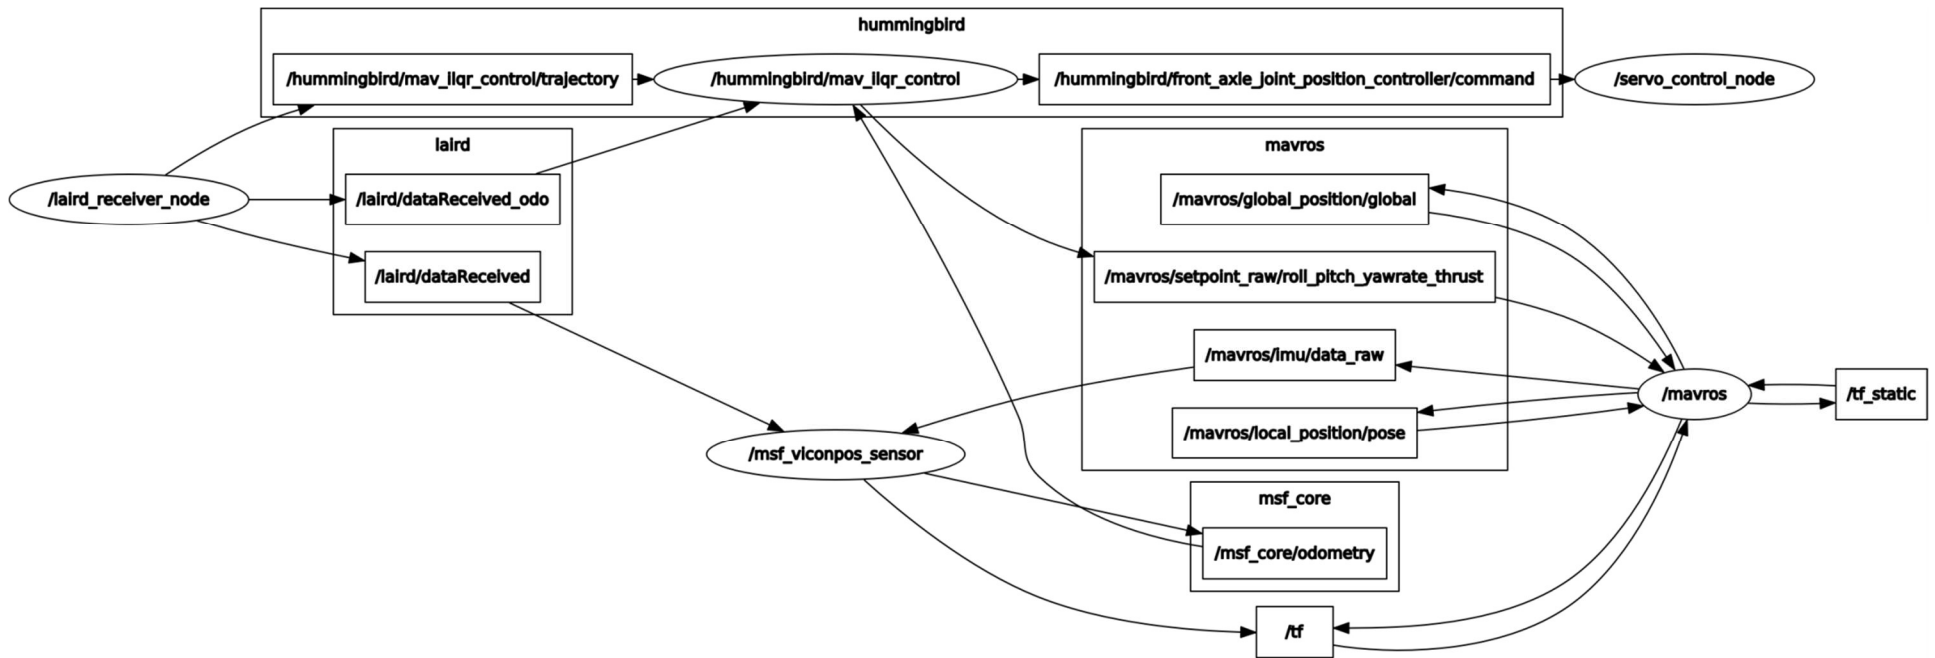 hummingbird
/hummingbird/mav_ilqr_control/trajectory
/hummingbird/mav_ilqr_control
/hummingbird/front_axle_joint_position_controller/command
/servo_control_node
laird
mavros
/laird_receiver_node
/laird/dataReceived_odo
/mavros/global_position/global
/laird/dataReceived
/mavros/setpoint_raw/roll_pitch_yawrate_thrust
/mavros/imu/data_raw
/mavros
/tf_static
/mavros/local_position/pose
/msf_viconpos_sensor
msf_core
/msf_core/odometry
/tf